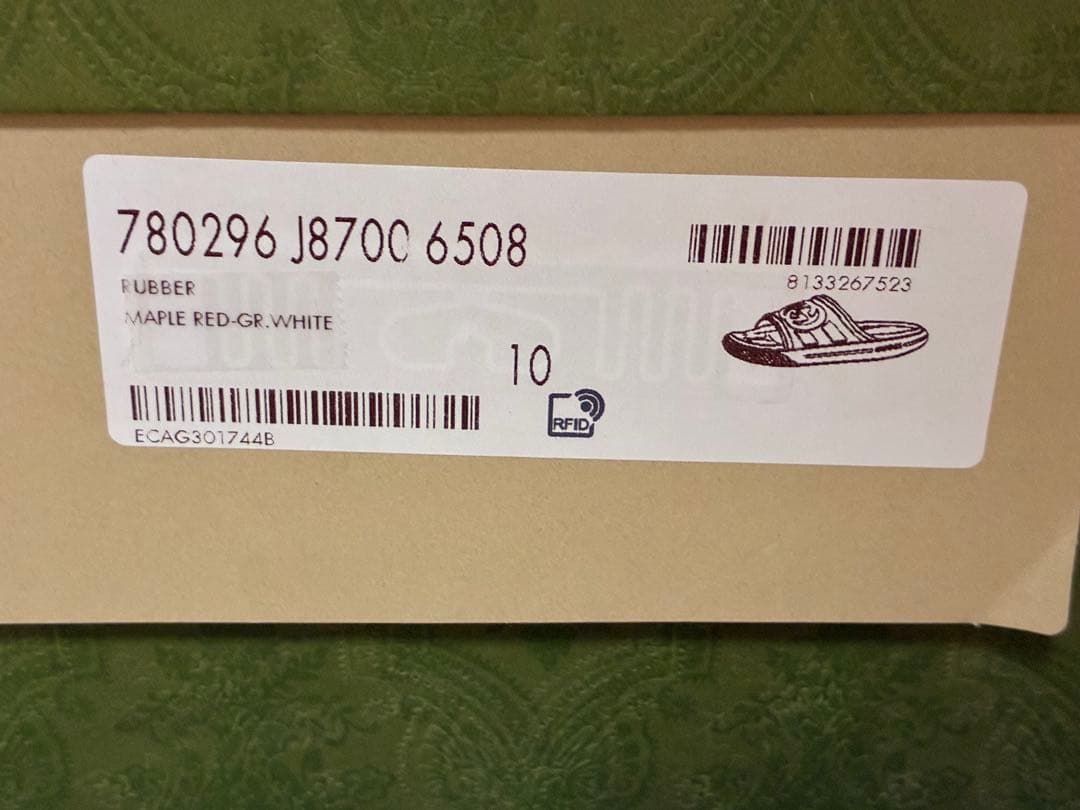 780296 J8700 6508
RUBBER
MAPLE RED-GR.WHITE
10
8133267523
ECAG301744B
RFID